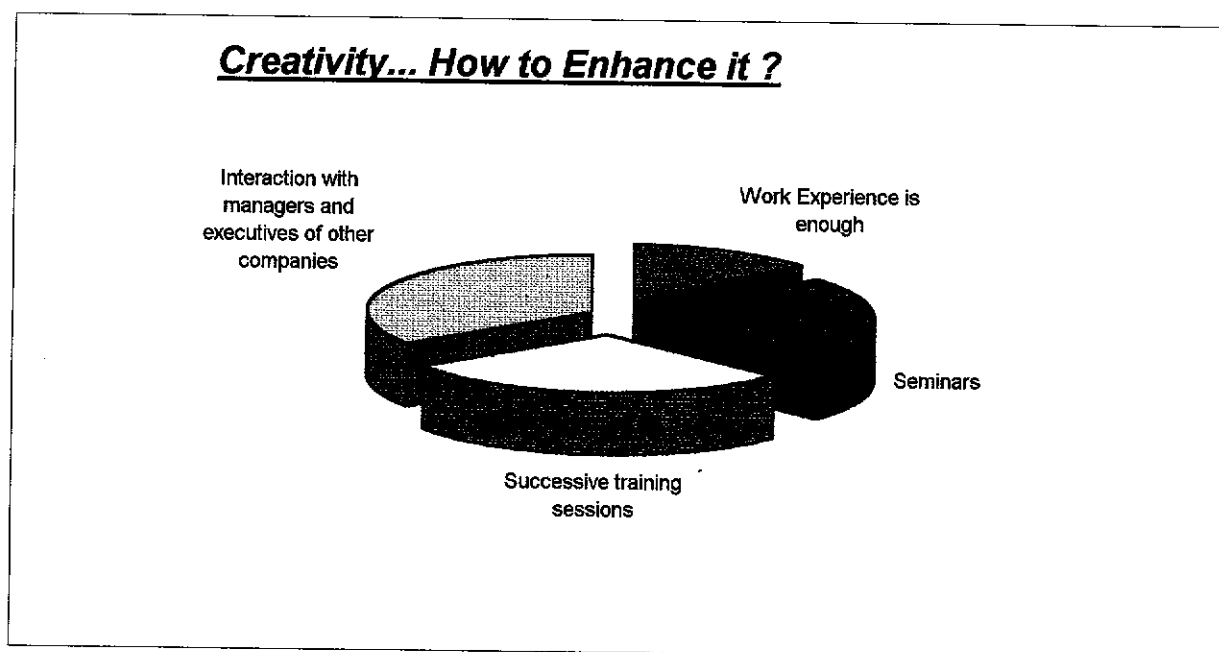 Creativity... How to Enhance it ?
Interaction with
managers and
executives of other
companies
Work Experience is
enough
Seminars
Successive training
sessions